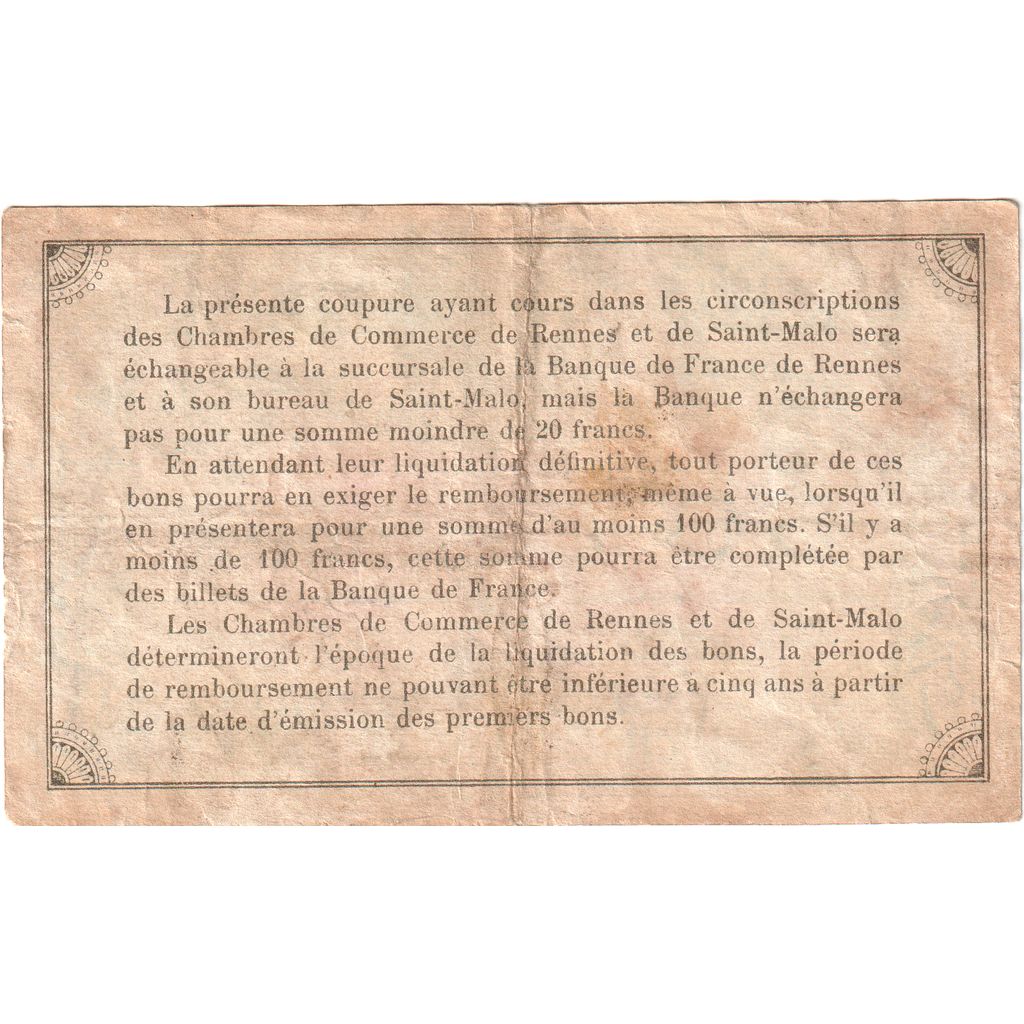 La présente coupure ayant cours dans les circonscriptions
des Chambres de Commerce de Rennes et de Saint-Malo sera
échangeable à la succursale de la Banque de France de Rennes
et à son bureau de Saint-Malo, mais la Banque n'échangera
pas pour une somme moindre de 20 francs.
En attendant leur liquidation définitive, tout porteur de ces
bons pourra en exiger le remboursement, même à vue, lorsqu'il
en présentera pour une somme d'au moins 100 francs. S'il y a
moins de 100 francs, cette somme pourra être complétée par
des billets de la Banque de France.
Les Chambres de Commerce de Rennes et de Saint-Malo
détermineront l'époque de la liquidation des bons, la période
de remboursement ne pouvant être inférieure à cinq ans à partir
de la date d'émission des premiers bons.